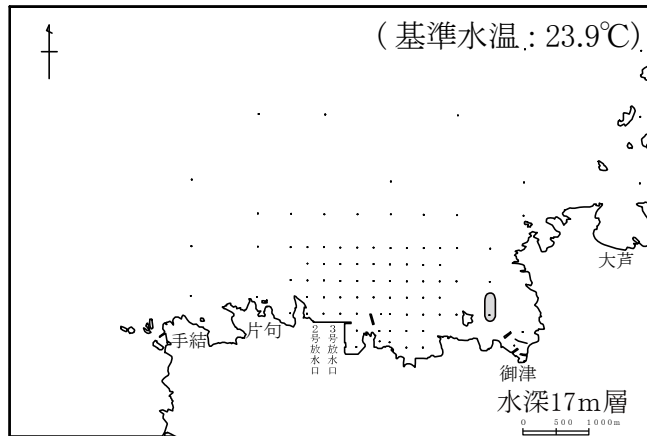 (基準水温:23.9℃)
大芦
手結
片句
2号放水口
3号放水口
御津
水深17m層
0 500 1000m